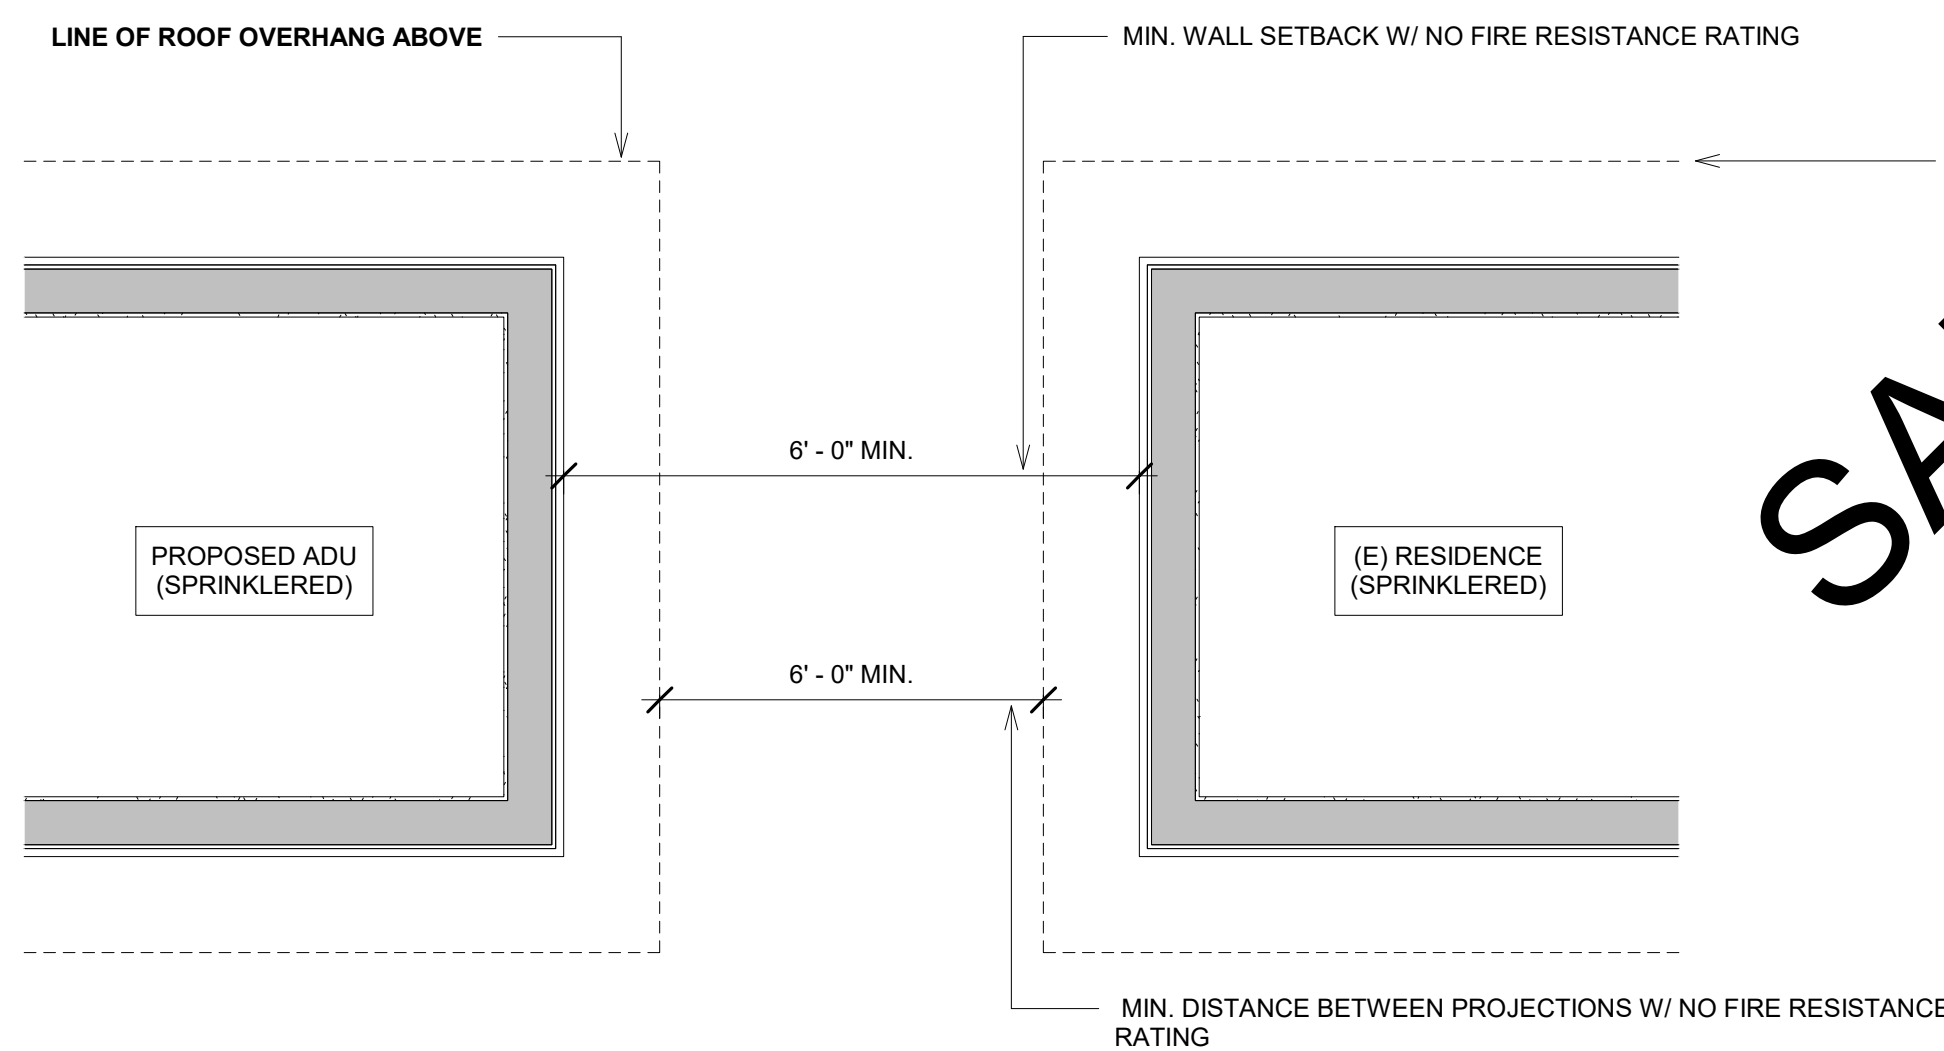 LINE OF ROOF OVERHANG ABOVE
MIN. WALL SETBACK W/ NO FIRE RESISTANCE RATING
6' - 0" MIN.
PROPOSED ADU
(SPRINKLERED)
(E) RESIDENCE
(SPRINKLERED)
6' - 0" MIN.
MIN. DISTANCE BETWEEN PROJECTIONS W/ NO FIRE RESISTANCE
RATING